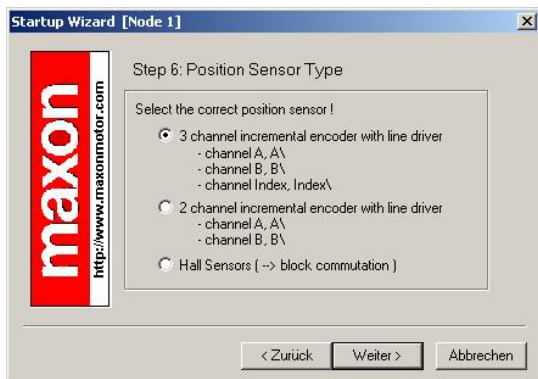 Startup Wizard [Node 1]
maxon
http://www.maxonmotor.com
Step 6: Position Sensor Type
Select the correct position sensor !
3 channel incremental encoder with line driver
- channel A, A\
- channel B, B\
- channel Index, Index\
2 channel incremental encoder with line driver
- channel A, A\
- channel B, B\
Hall Sensors ( --> block commutation )
< Zurück
Weiter >
Abbrechen